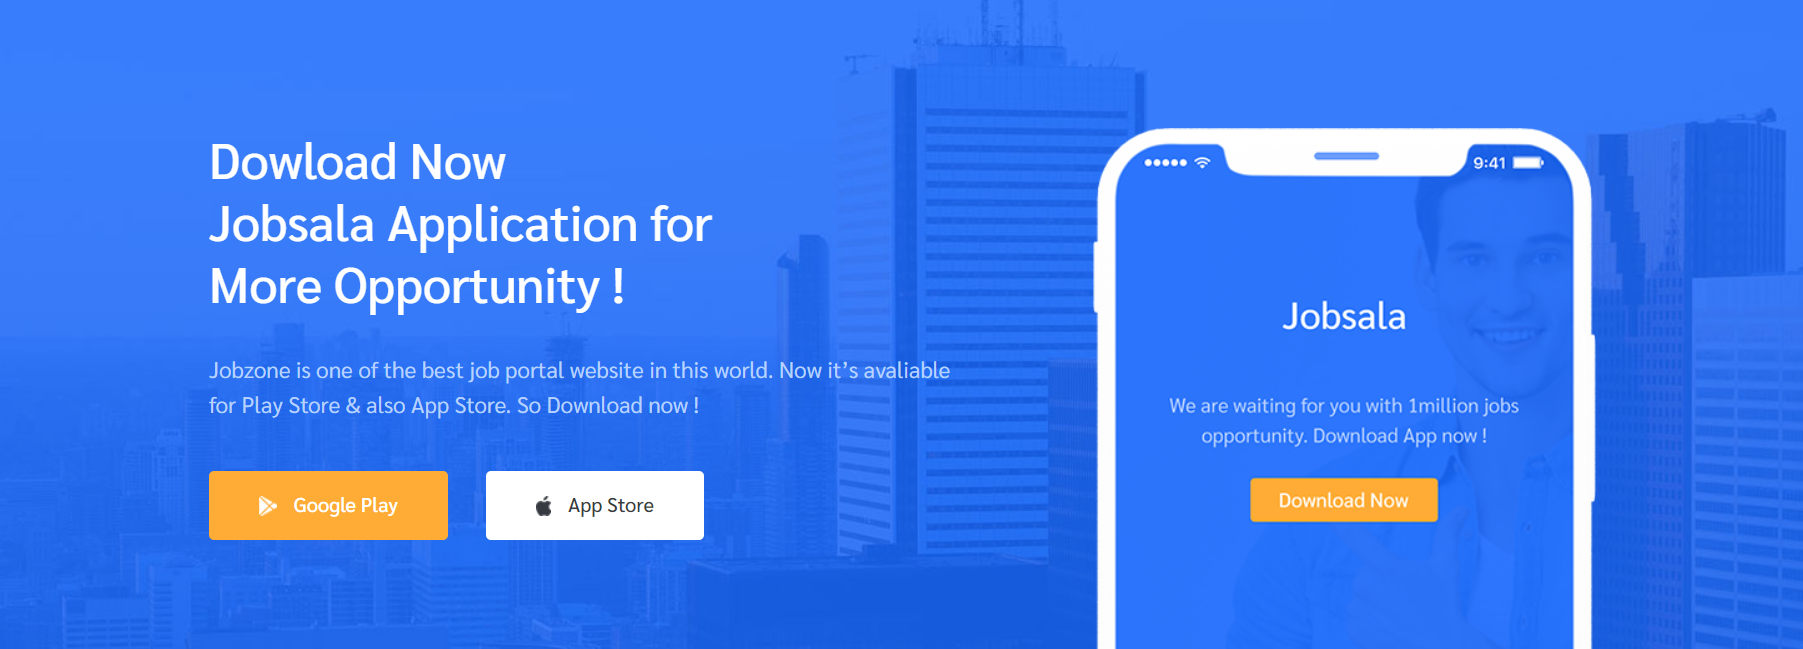 Dowload Now
Jobsala Application for
More Opportunity !
Jobzone is one of the best job portal website in this world. Now it’s avaliable
for Play Store & also App Store. So Download now !
Google Play
App Store
9:41
Jobsala
We are waiting for you with 1million jobs
opportunity. Download App now !
Download Now